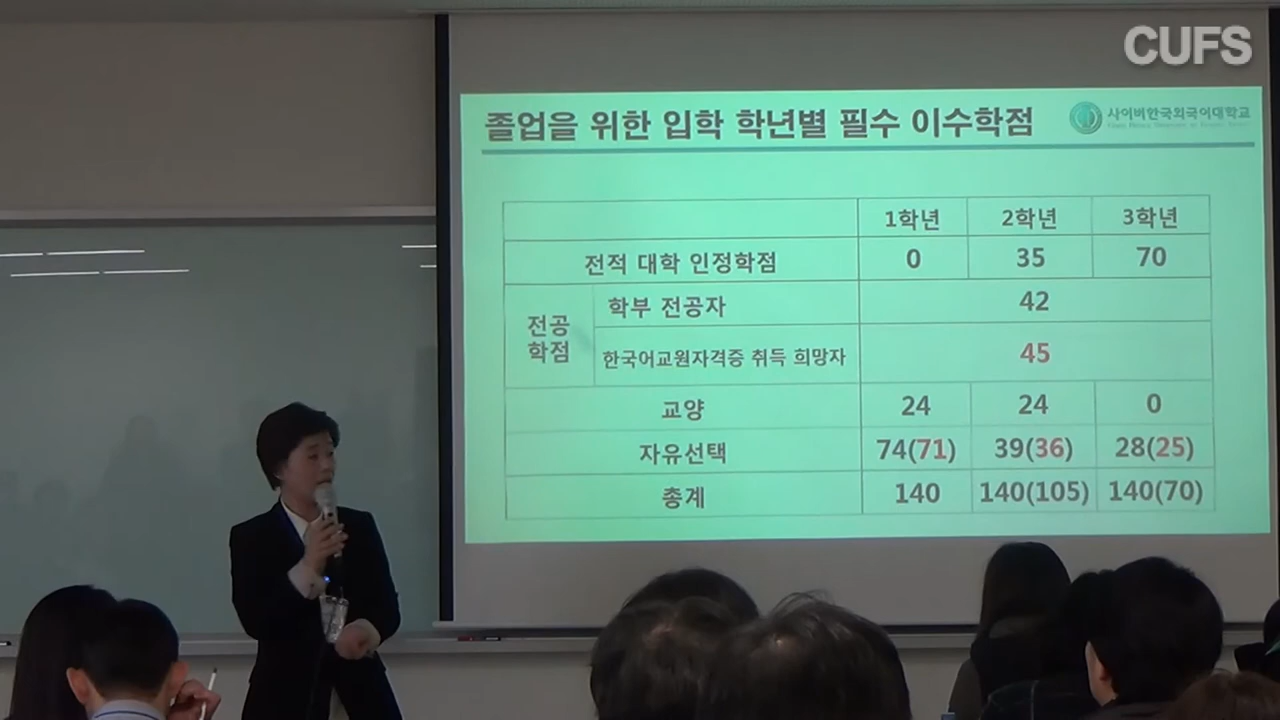 CUFS
졸업을 위한 입학 학년별 필수 이수학점
사이버한국외국어대학교
1학년 2학년 3학년
전적 대학 인정학점 0 35 70
전공
학점
학부 전공자 42
한국어교원자격증 취득 희망자 45
교양 24 24 0
자유선택 74(71) 39(36) 28(25)
총계 140 140(105) 140(70)